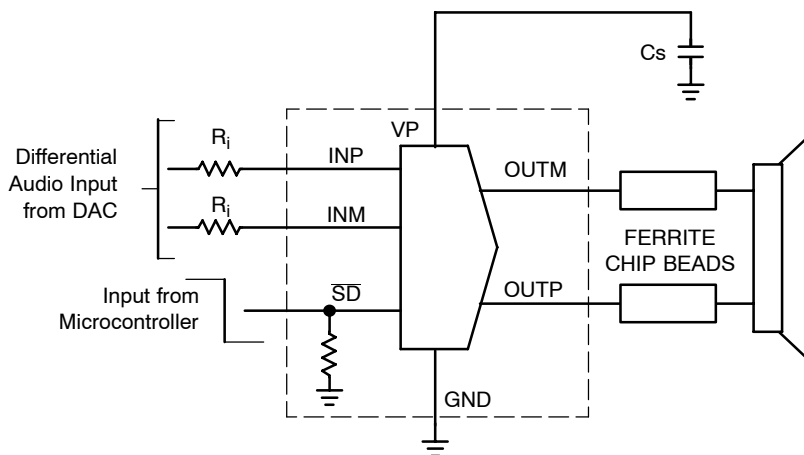 Cs
VP
Differential
Audio Input
from DAC
Ri
INP
OUTM
Ri
INM
FERRITE
CHIP BEADS
Input from
Microcontroller
SD
OUTP
GND